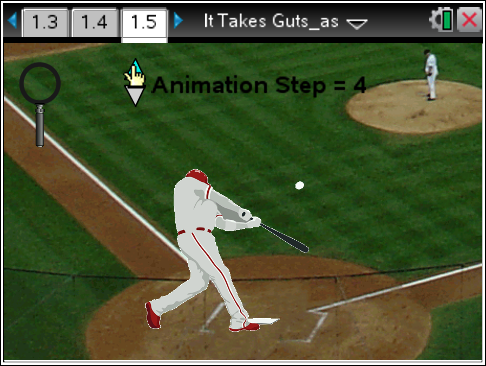 1.3 1.4 1.5 It Takes Guts_as
Animation Step = 4